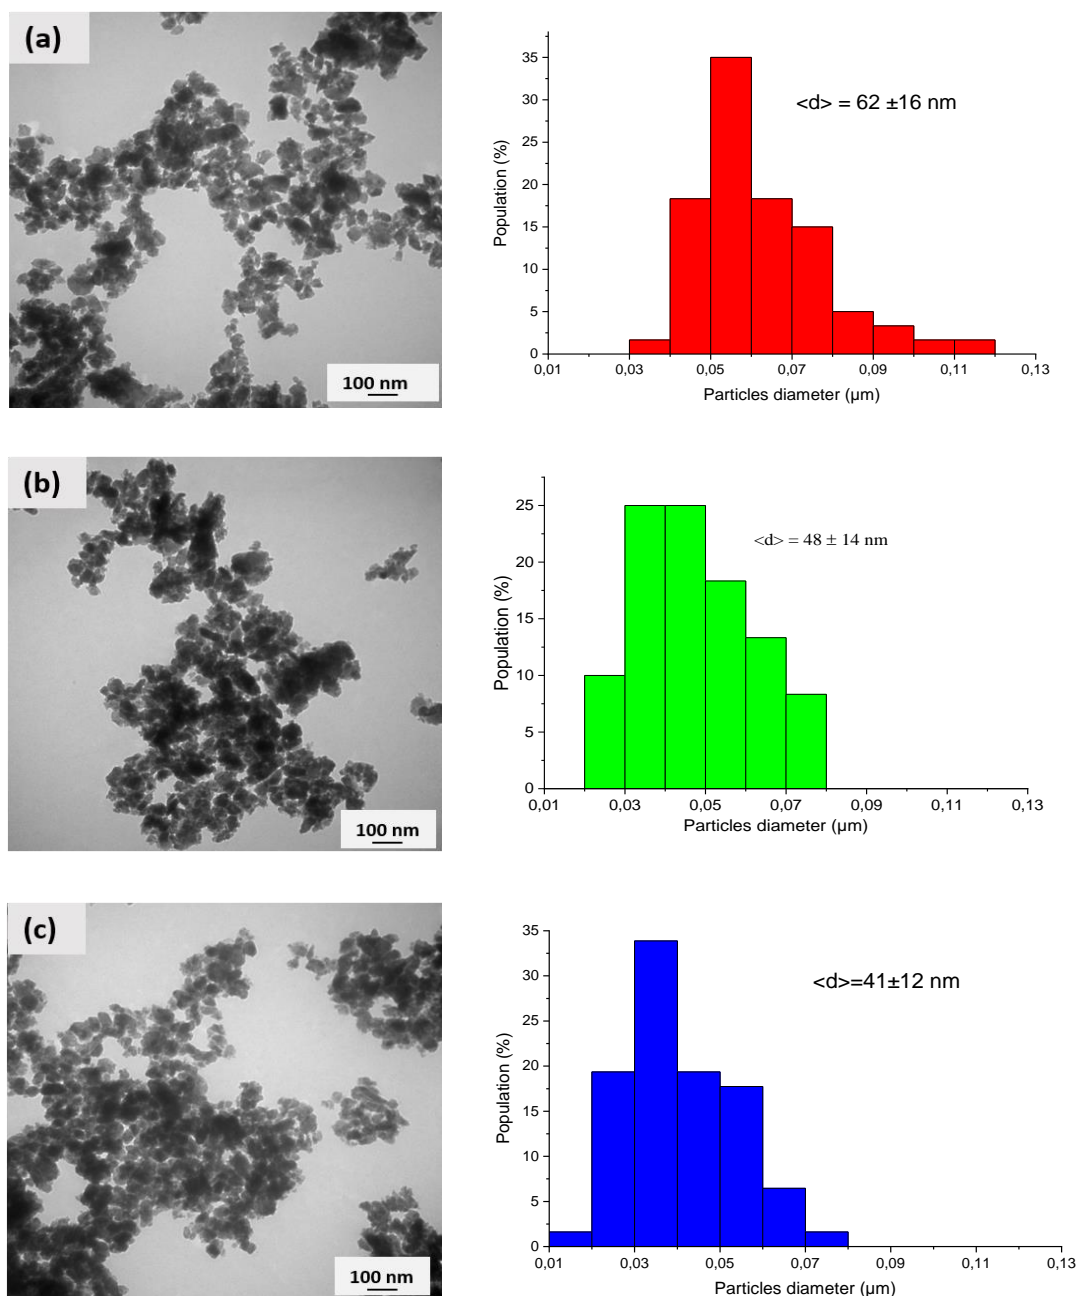 (a)
100 nm
<d> = 62 ±16 nm
Population (%)
35
30
25
20
15
10
5
0
0,01 0,03 0,05 0,07 0,09 0,11 0,13
Particles diameter (µm)
(b)
100 nm
<d> = 48 ± 14 nm
Population (%)
25
20
15
10
5
0
0,01 0,03 0,05 0,07 0,09 0,11 0,13
Particles diameter (µm)
(c)
100 nm
<d>=41±12 nm
Population (%)
35
30
25
20
15
10
5
0
0,01 0,03 0,05 0,07 0,09 0,11 0,13
Particles diameter (µm)